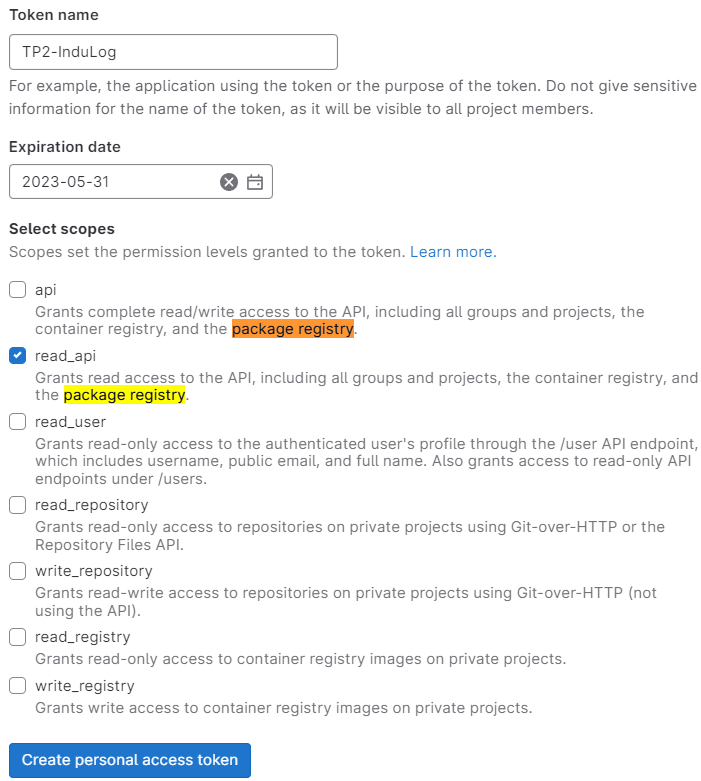 Token name
TP2-InduLog
For example, the application using the token or the purpose of the token. Do not give sensitive
information for the name of the token, as it will be visible to all project members.
Expiration date
2023-05-31
Select scopes
Scopes set the permission levels granted to the token. Learn more.
api
Grants complete read/write access to the API, including all groups and projects, the
container registry, and the package registry.
read_api
Grants read access to the API, including all groups and projects, the container registry, and
the package registry.
read_user
Grants read-only access to the authenticated user's profile through the /user API endpoint,
which includes username, public email, and full name. Also grants access to read-only API
endpoints under /users.
read_repository
Grants read-only access to repositories on private projects using Git-over-HTTP or the
Repository Files API.
write_repository
Grants read-write access to repositories on private projects using Git-over-HTTP (not
using the API).
read_registry
Grants read-only access to container registry images on private projects.
write_registry
Grants write access to container registry images on private projects.
Create personal access token